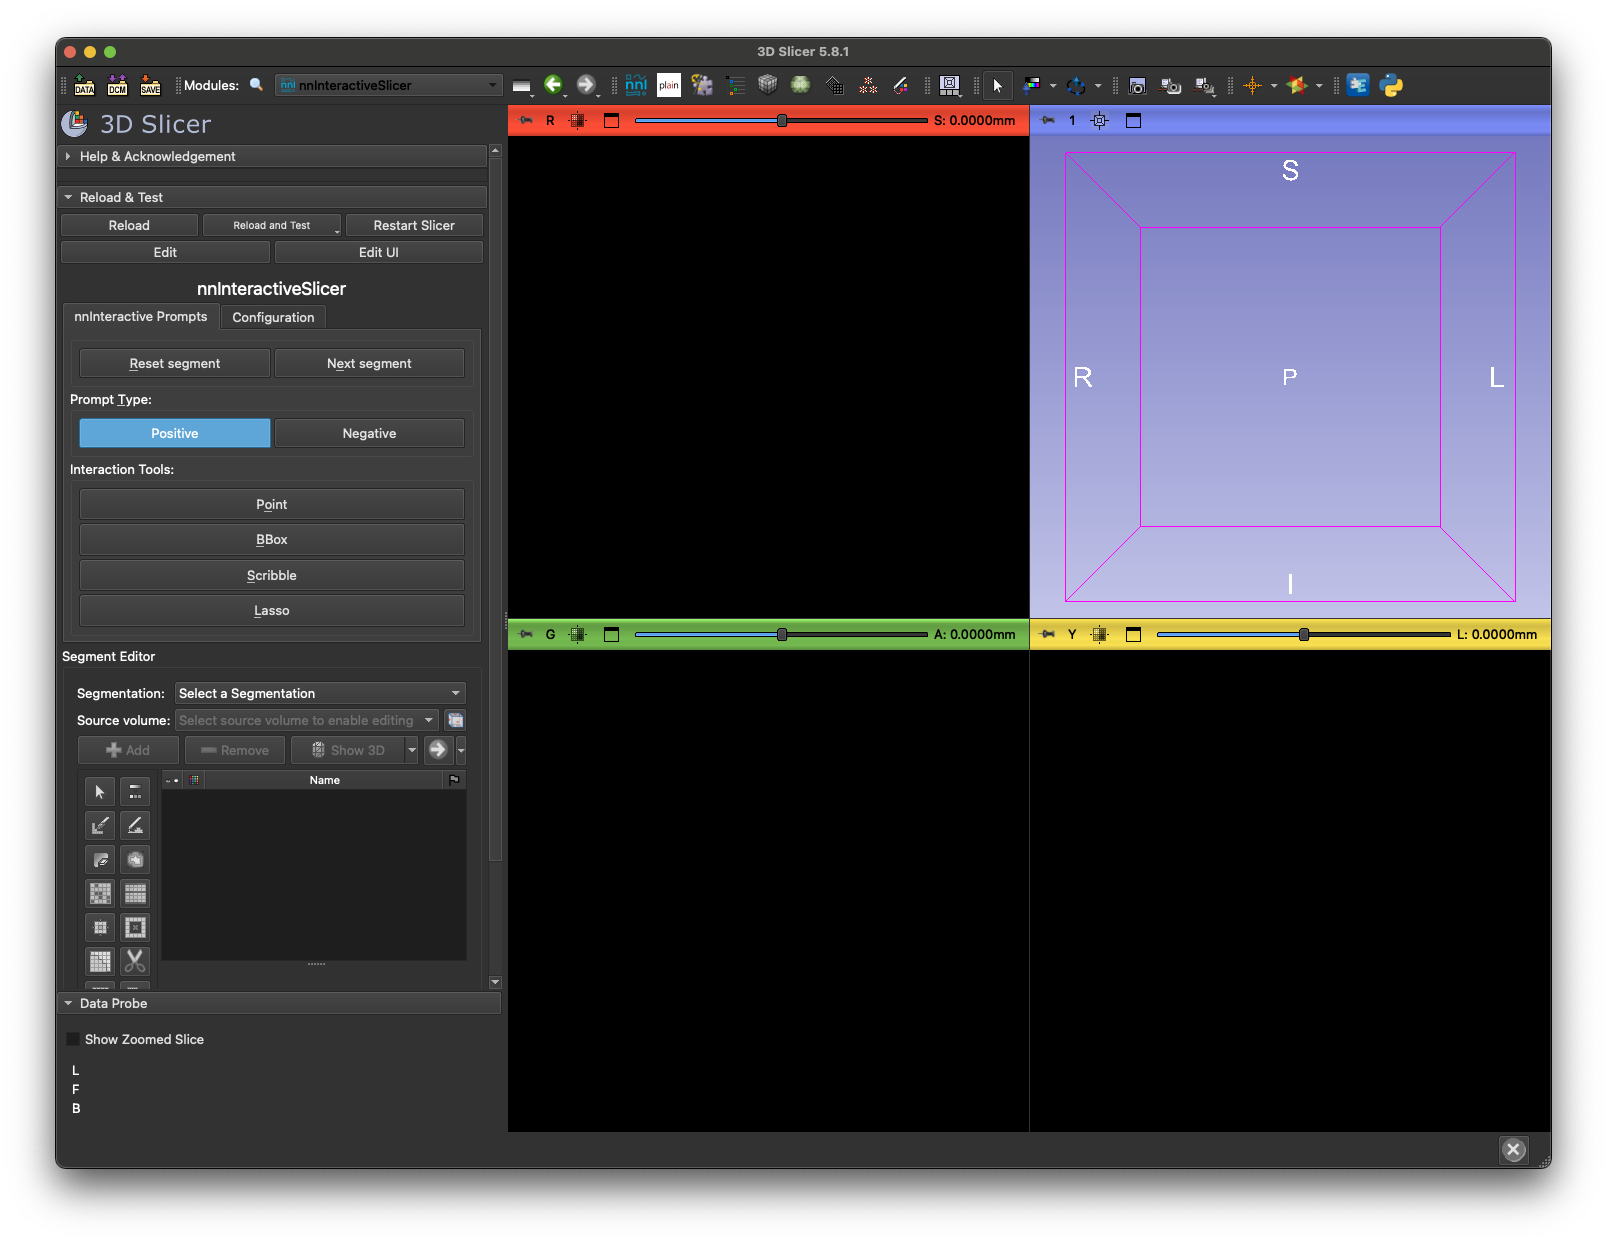 3D Slicer 5.8.1
DATA DCM SAVE Modules: nni nnInteractiveSlicer nni plain
3D Slicer
Help & Acknowledgement
Reload & Test
Reload Reload and Test Restart Slicer
Edit Edit UI
nnInteractiveSlicer
nnInteractive Prompts Configuration
Reset segment Next segment
Prompt Type:
Positive Negative
Interaction Tools:
Point
BBox
Scribble
Lasso
Segment Editor
Segmentation: Select a Segmentation
Source volume: Select source volume to enable editing
Add Remove Show 3D
Name
Data Probe
Show Zoomed Slice
L
F
B
R S: 0.0000mm
1
S
R P L
I
G A: 0.0000mm
Y L: 0.0000mm